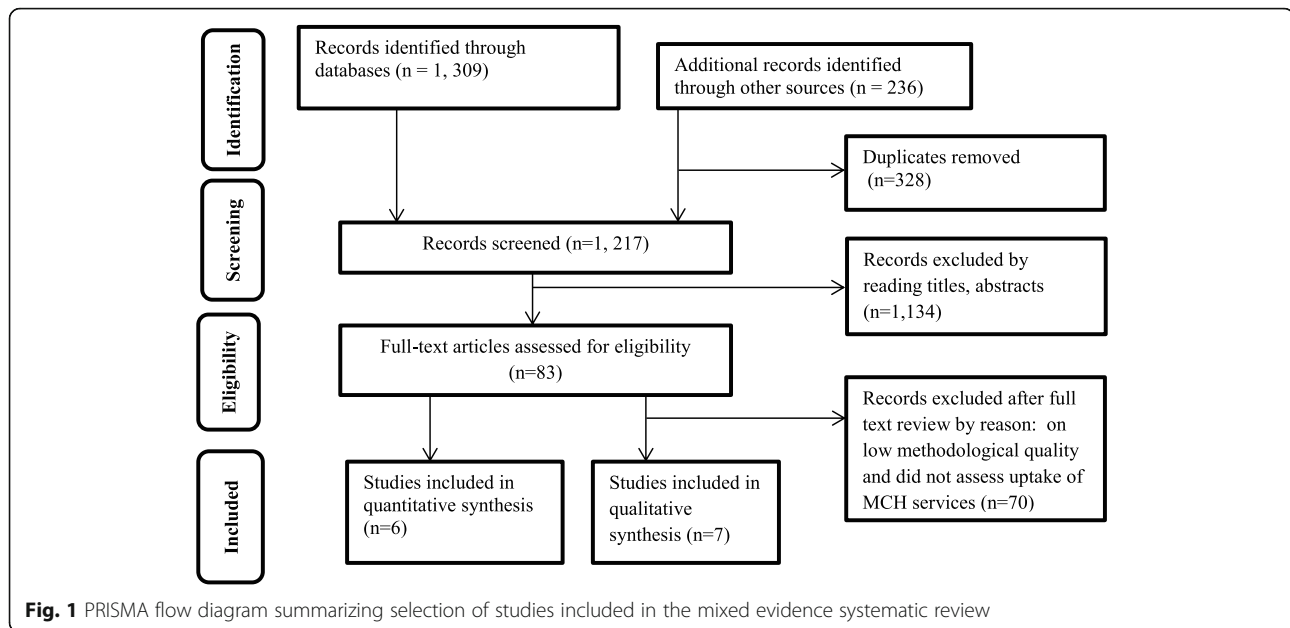 Identification
Records identified through
databases (n = 1, 309)
Additional records identified
through other sources (n = 236)
Duplicates removed
(n=328)
Screening
Records screened (n=1, 217)
Records excluded by
reading titles, abstracts
(n=1,134)
Eligibility
Full-text articles assessed for eligibility
(n=83)
Records excluded after full
text review by reason: on
low methodological quality
and did not assess uptake of
MCH services (n=70)
Included
Studies included in
quantitative synthesis
(n=6)
Studies included in
qualitative
synthesis (n=7)
Fig. 1 PRISMA flow diagram summarizing selection of studies included in the mixed evidence systematic review